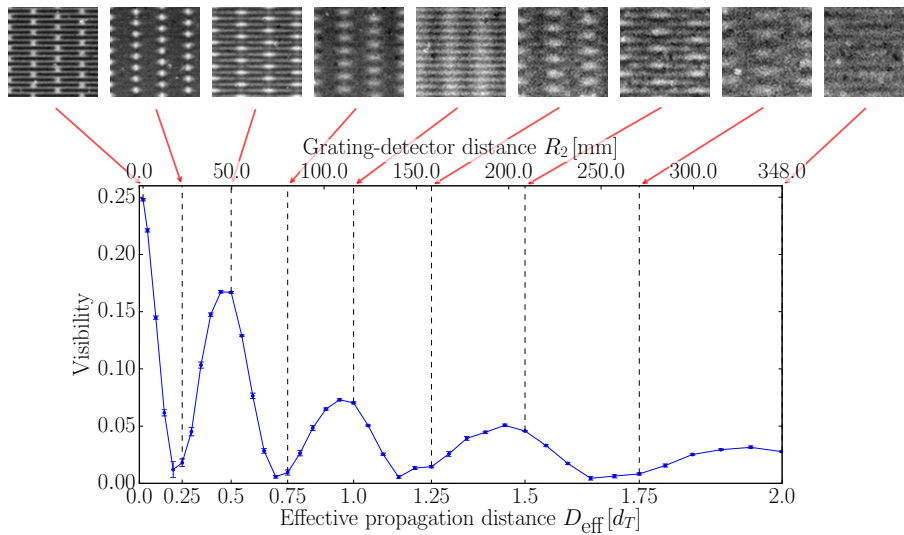 Grating-detector distance R₂ [mm]
0.0 50.0 100.0 150.0 200.0 250.0 300.0 348.0
0.25
0.20
0.15
0.10
0.05
0.00
Visibility
0.0 0.25 0.5 0.75 1.0 1.25 1.5 1.75 2.0
Effective propagation distance D_eff [d_T]